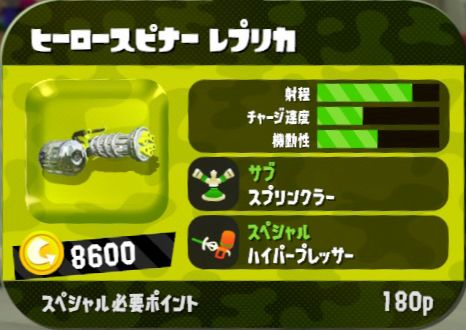 ヒーロースピナー レプリカ
射程
チャージ速度
機動性
サブ
スプリンクラー
スペシャル
ハイパープレッサー
8600
スペシャル必要ポイント 180p